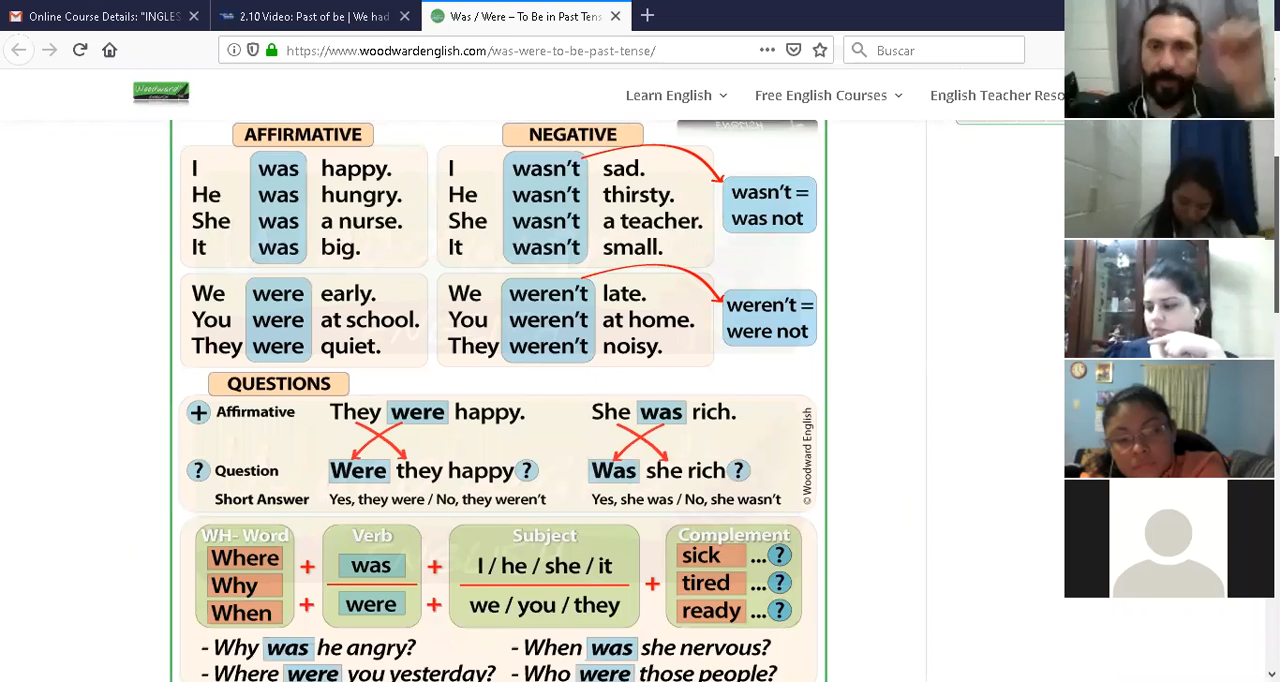 Online Course Details: "INGLES
2.10 Video: Past of be | We had
Was / Were – To Be in Past Tens
https://www.woodwardenglish.com/was-were-to-be-past-tense/
Buscar
Woodward
Learn English
Free English Courses
English Teacher Reso
AFFIRMATIVE
NEGATIVE
I was happy.
I wasn't sad.
He was hungry.
He wasn't thirsty.
She was a nurse.
She wasn't a teacher.
It was big.
It wasn't small.
wasn't =
was not
We were early.
We weren't late.
You were at school.
You weren't at home.
They were quiet.
They weren't noisy.
weren't =
were not
QUESTIONS
+ Affirmative They were happy. She was rich.
? Question Were they happy? Was she rich?
Short Answer Yes, they were / No, they weren't Yes, she was / No, she wasn't
© Woodward English
WH- Word Verb Subject Complement
Where
Why
When
+
+
was
were
+
+
I / he / she / it
we / you / they
+
sick ...?
tired ...?
ready ...?
- Why was he angry?
- When was she nervous?
- Where were you yesterday?
- Who were those people?